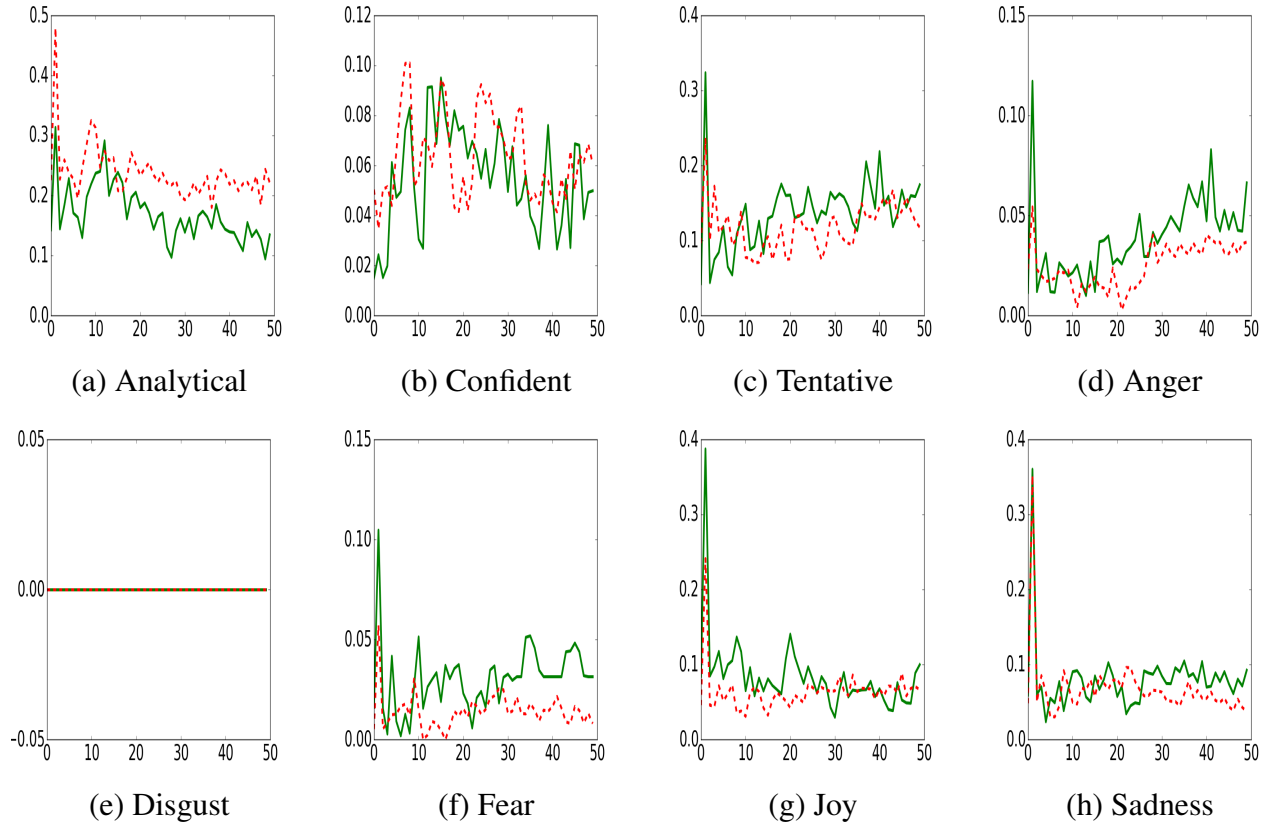 0.5
0.4
0.3
0.2
0.1
0.0
0 10 20 30 40 50
(a) Analytical
0.12
0.10
0.08
0.06
0.04
0.02
0.00
0 10 20 30 40 50
(b) Confident
0.4
0.3
0.2
0.1
0.0
0 10 20 30 40 50
(c) Tentative
0.15
0.10
0.05
0.00
0 10 20 30 40 50
(d) Anger
0.05
0.00
−0.05
0 10 20 30 40 50
(e) Disgust
0.15
0.10
0.05
0.00
0 10 20 30 40 50
(f) Fear
0.4
0.3
0.2
0.1
0.0
0 10 20 30 40 50
(g) Joy
0.4
0.3
0.2
0.1
0.0
0 10 20 30 40 50
(h) Sadness